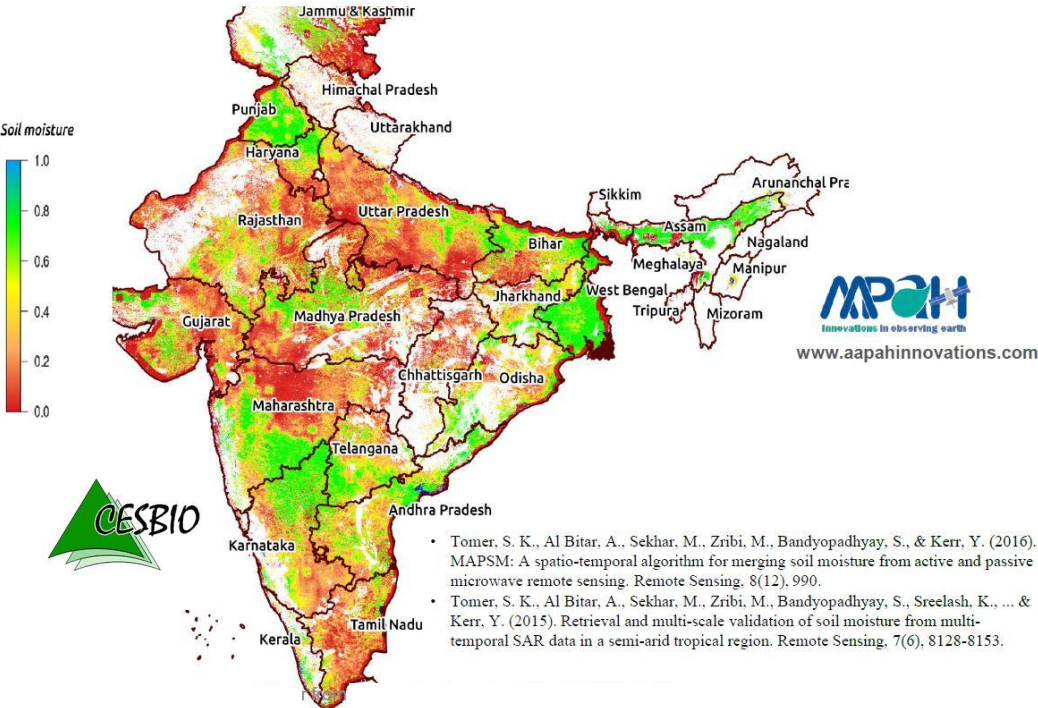 Jammu & Kashmir
Himachal Pradesh
Punjab
Uttarakhand
Soil moisture
Haryana
1.0
0.8
0.6
0.4
0.2
0.0
Arunanchal Pra
Sikkim
Rajasthan
Uttar Pradesh
Assam
Bihar
Nagaland
Meghalaya
Manipur
Jharkhand
West Bengal
Tripura
Mizoram
Gujarat
Madhya Pradesh
MPAH
Innovations in observing earth
www.aapahinnovations.com
Chhattisgarh
Odisha
Maharashtra
Telangana
CESBIO
Andhra Pradesh
Karnataka
Tamil Nadu
Kerala
• Tomer, S. K., Al Bitar, A., Sekhar, M., Zribi, M., Bandyopadhyay, S., & Kerr, Y. (2016).
MAPSM: A spatio-temporal algorithm for merging soil moisture from active and passive
microwave remote sensing. Remote Sensing, 8(12), 990.
• Tomer, S. K., Al Bitar, A., Sekhar, M., Zribi, M., Bandyopadhyay, S., Sreelash, K., ... &
Kerr, Y. (2015). Retrieval and multi-scale validation of soil moisture from multi-
temporal SAR data in a semi-arid tropical region. Remote Sensing, 7(6), 8128-8153.